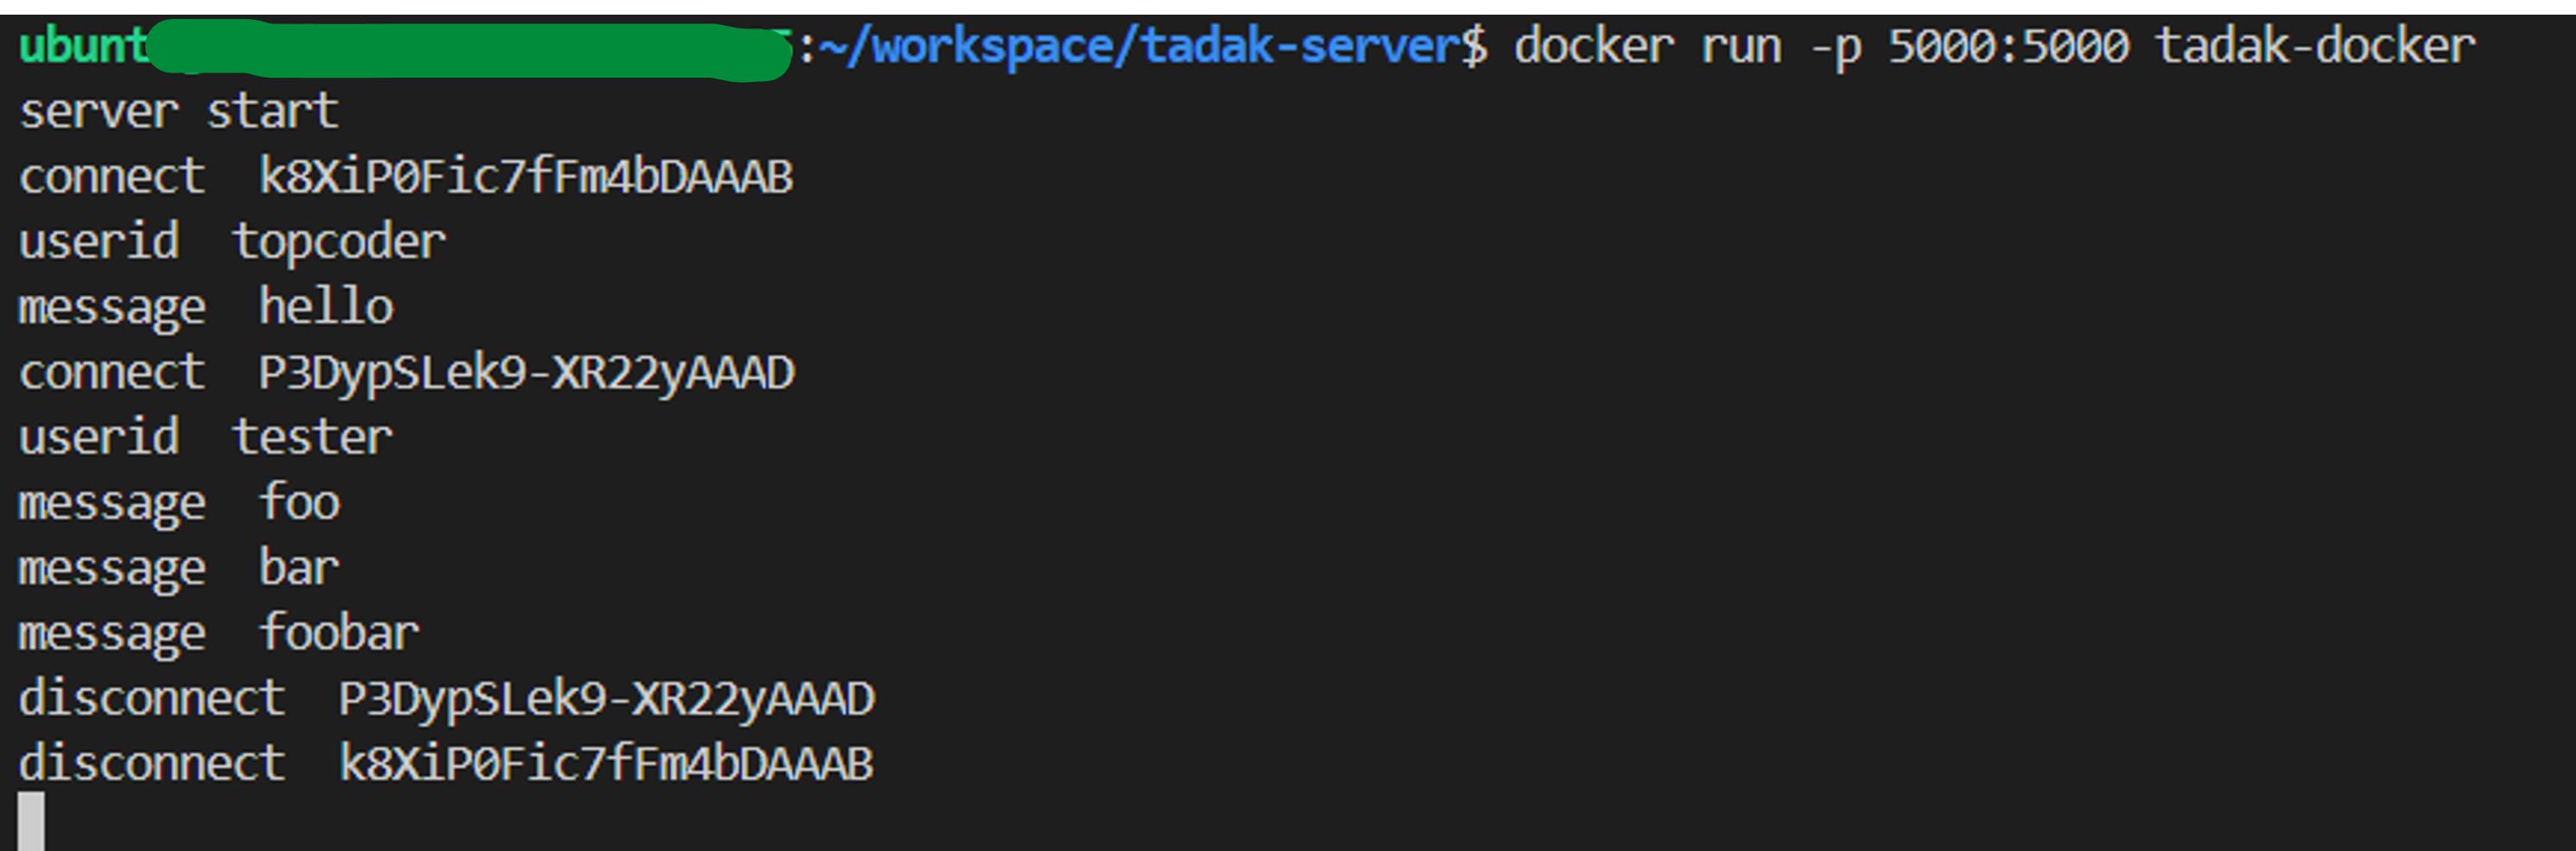 ubunt :~/workspace/tadak-server$ docker run -p 5000:5000 tadak-docker
server start
connect  k8XiP0Fic7fFm4bDAAAB
userid  topcoder
message  hello
connect  P3DypSLek9-XR22yAAAD
userid  tester
message  foo
message  bar
message  foobar
disconnect  P3DypSLek9-XR22yAAAD
disconnect  k8XiP0Fic7fFm4bDAAAB